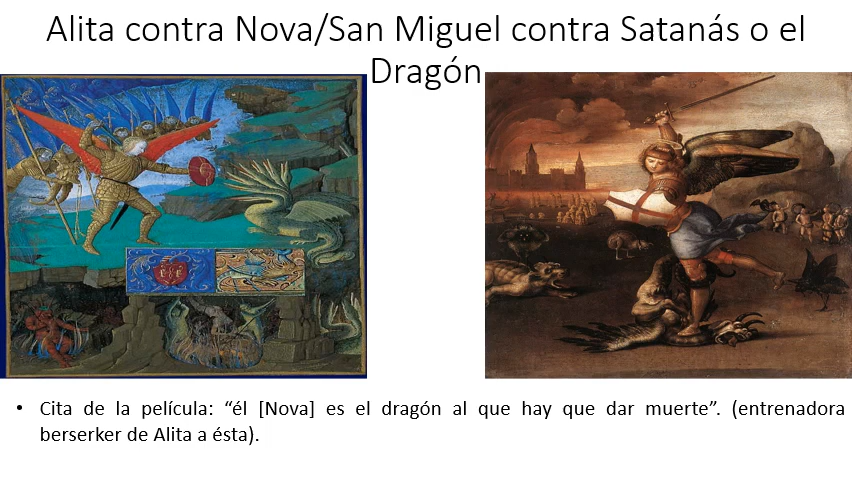 Alita contra Nova/San Miguel contra Satanás o el
Dragón
• Cita de la película: “él [Nova] es el dragón al que hay que dar muerte”. (entrenadora
berserker de Alita a ésta).